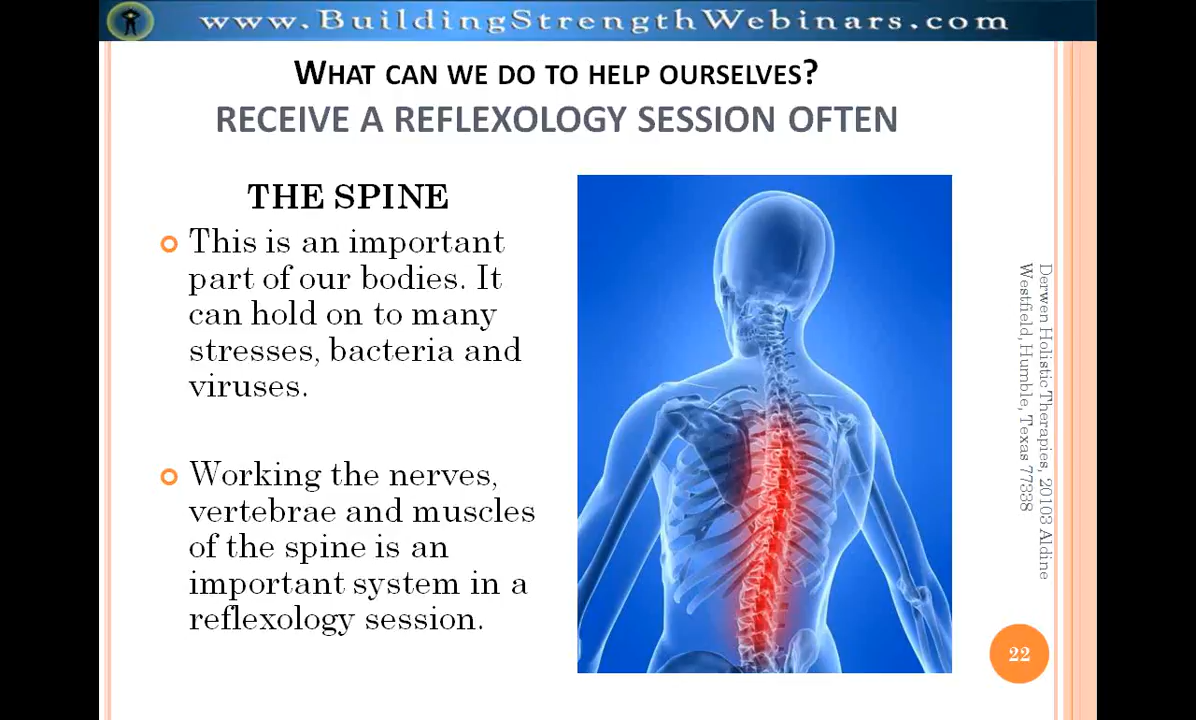 www.BuildingStrengthWebinars.com
WHAT CAN WE DO TO HELP OURSELVES?
RECEIVE A REFLEXOLOGY SESSION OFTEN
THE SPINE
This is an important
part of our bodies. It
can hold on to many
stresses, bacteria and
viruses.
Working the nerves,
vertebrae and muscles
of the spine is an
important system in a
reflexology session.
Derwen Holistic Therapies, 20103 Aldine
Westfield, Humble, Texas 77338
22